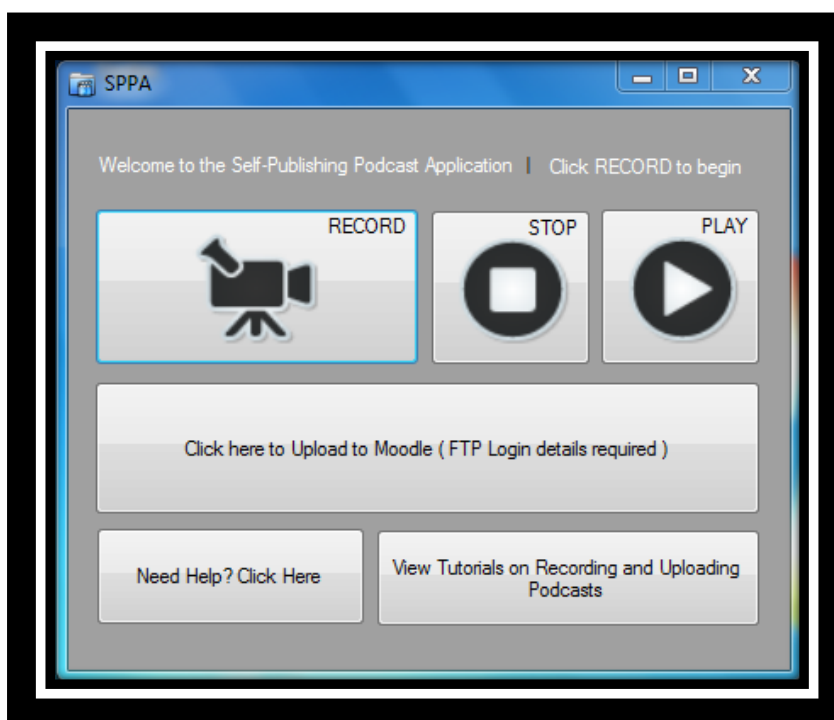 SPPA
Welcome to the Self-Publishing Podcast Application | Click RECORD to begin
RECORD
STOP
PLAY
Click here to Upload to Moodle ( FTP Login details required )
Need Help? Click Here
View Tutorials on Recording and Uploading
Podcasts